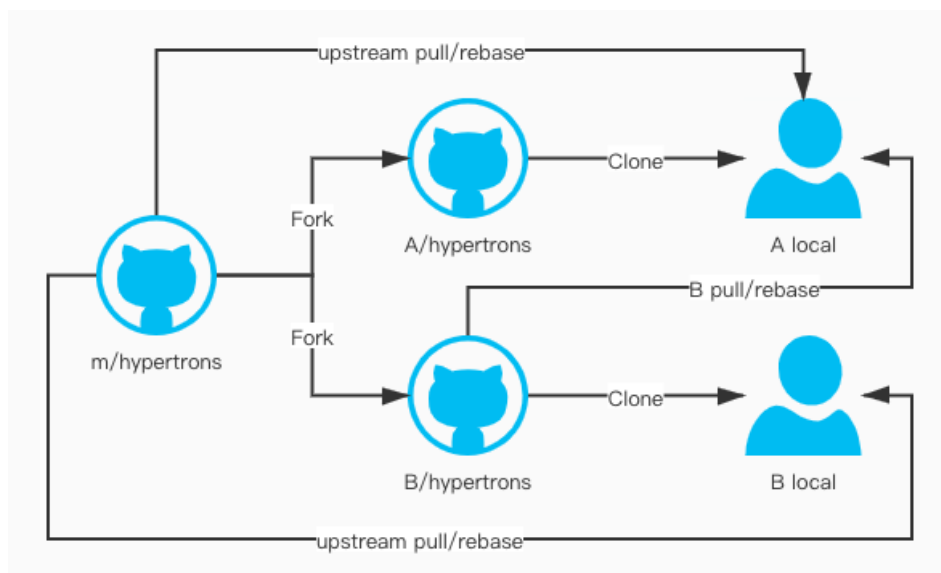 upstream pull/rebase
Clone
Fork
A/hypertrons
A local
B pull/rebase
Fork
m/hypertrons
Clone
B/hypertrons
B local
upstream pull/rebase